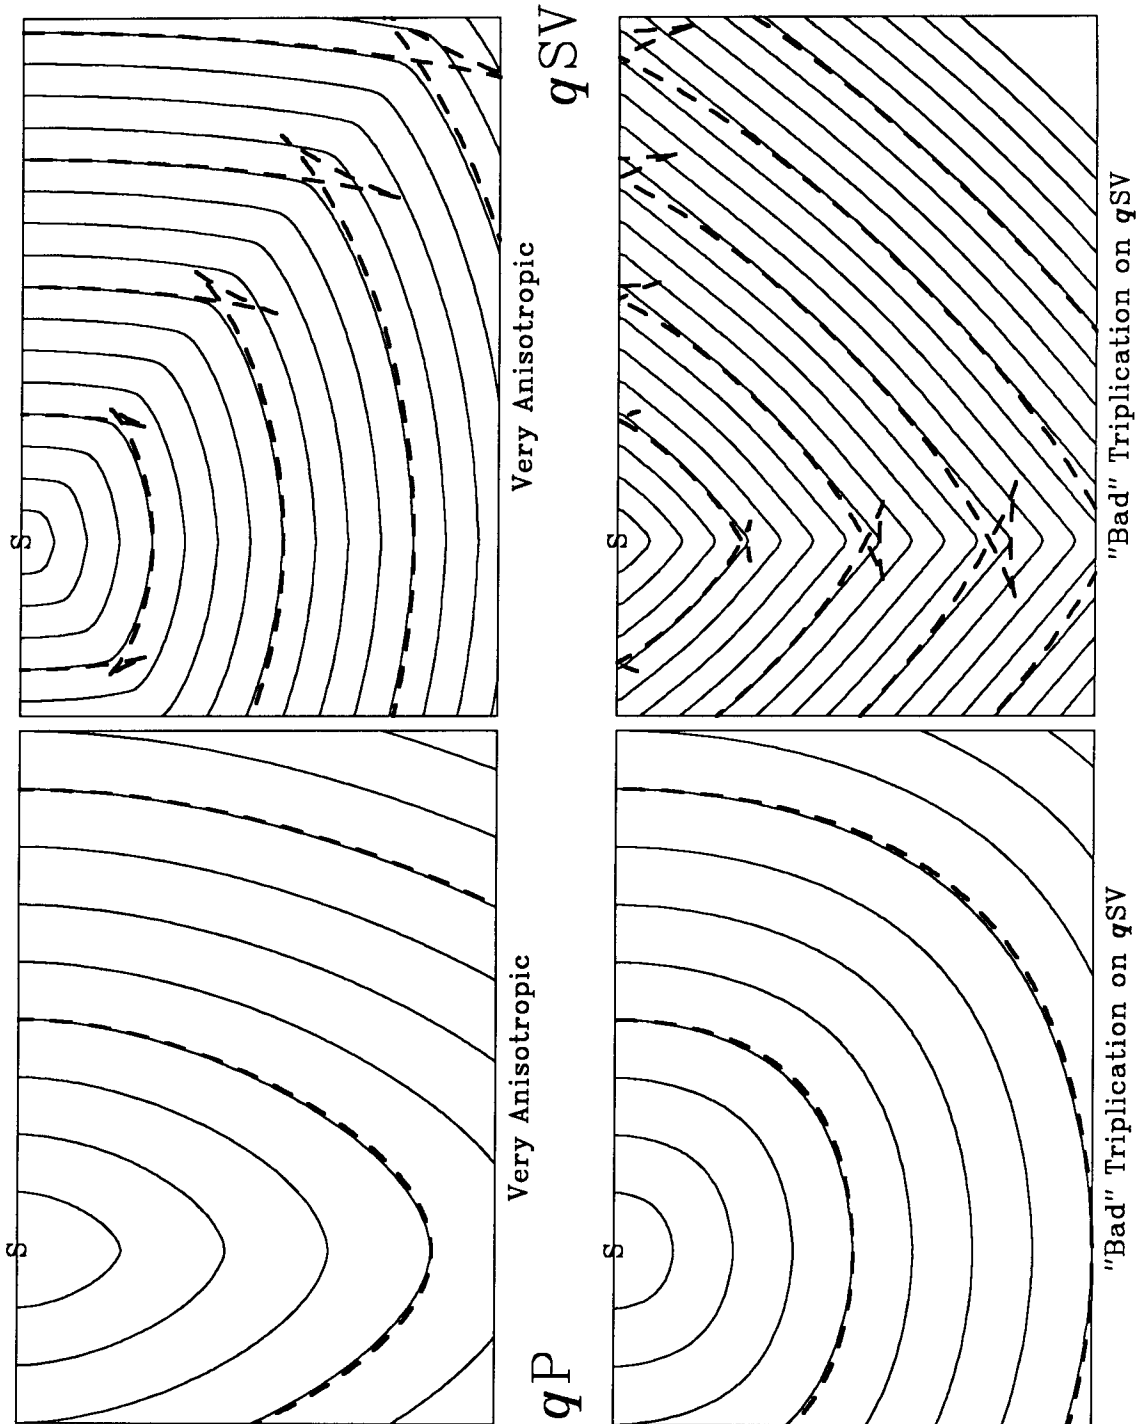 S
S
Very Anisotropic
Very Anisotropic
qP
qSV
S
S
"Bad" Triplication on qSV
"Bad" Triplication on qSV